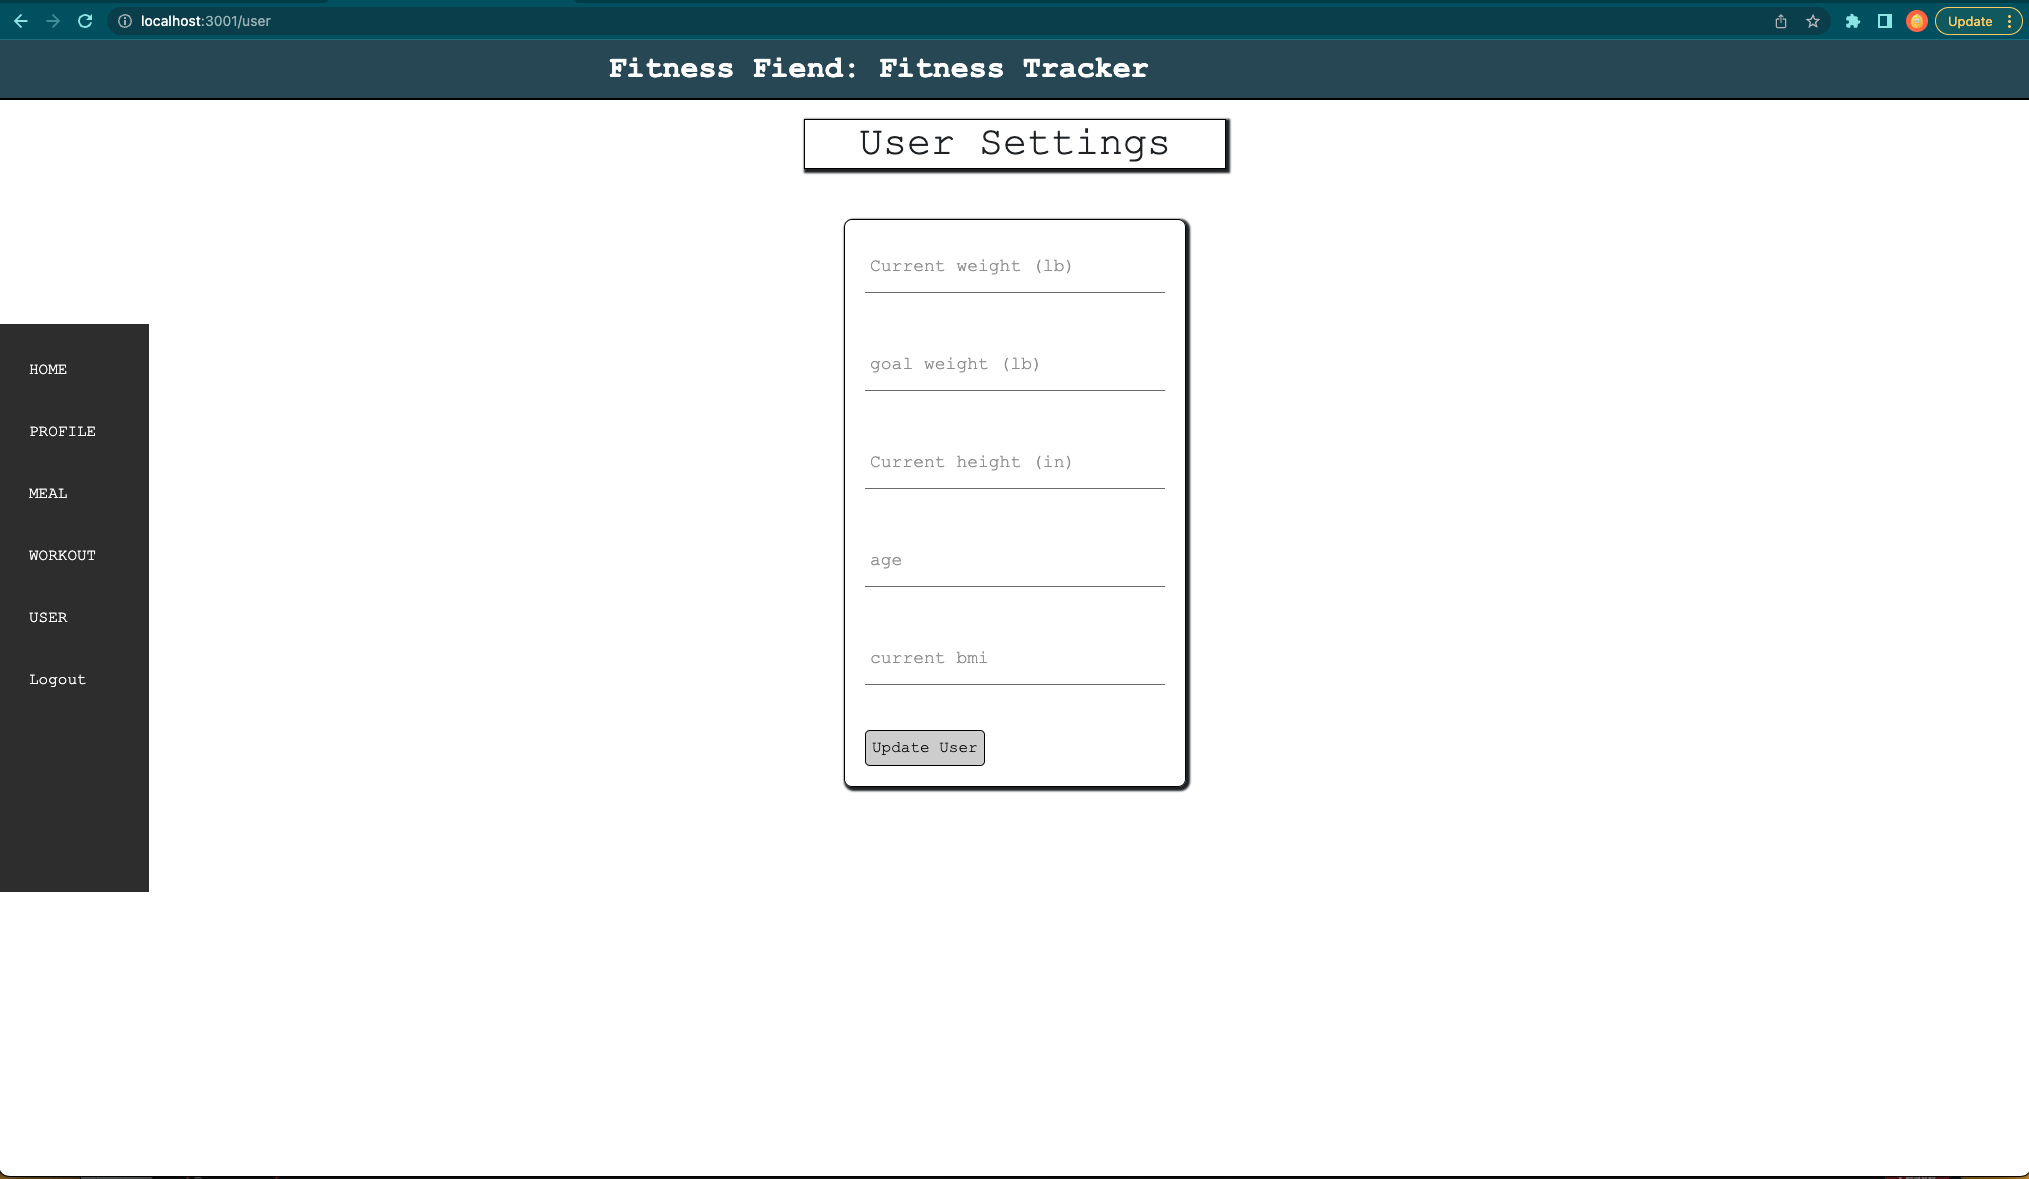 localhost:3001/user
Update
Fitness Fiend: Fitness Tracker
User Settings
Current weight (lb)
goal weight (lb)
Current height (in)
age
current bmi
Update User
HOME
PROFILE
MEAL
WORKOUT
USER
Logout